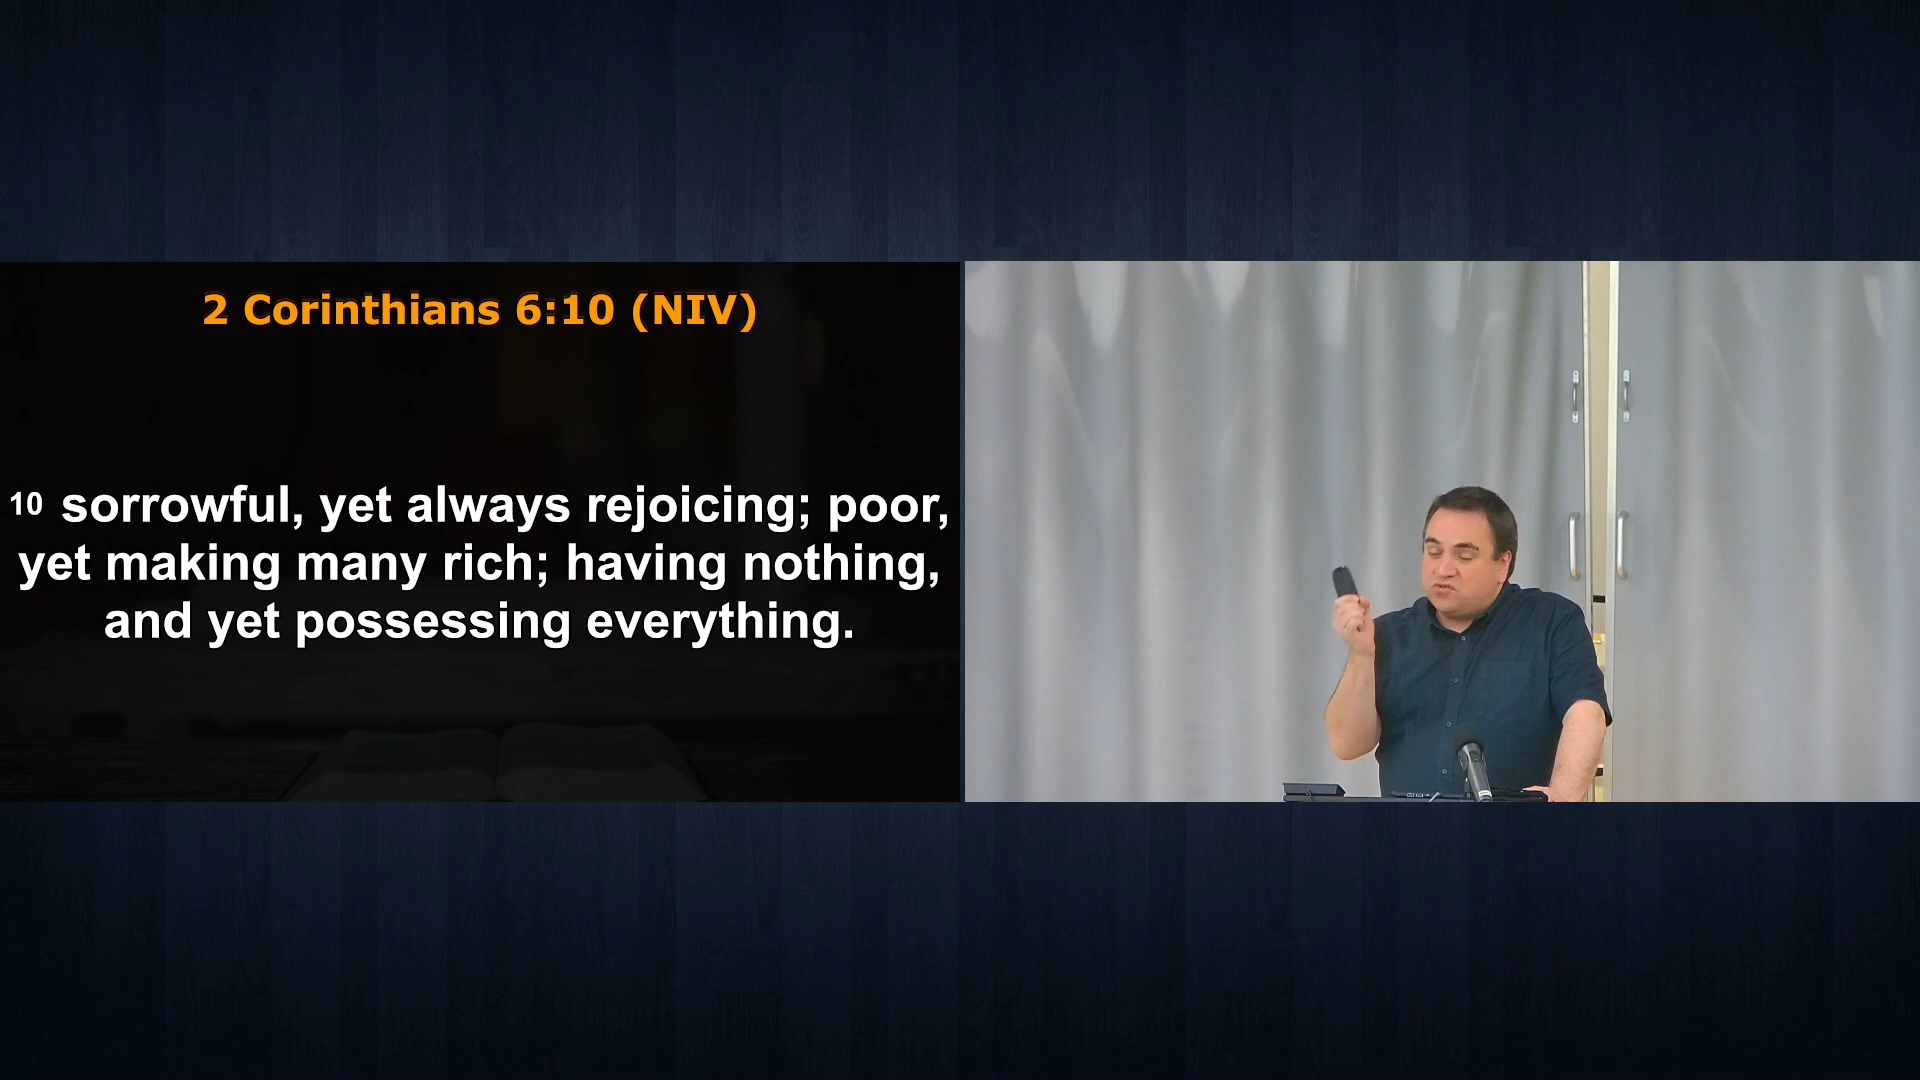 2 Corinthians 6:10 (NIV)
10 sorrowful, yet always rejoicing; poor,
yet making many rich; having nothing,
and yet possessing everything.